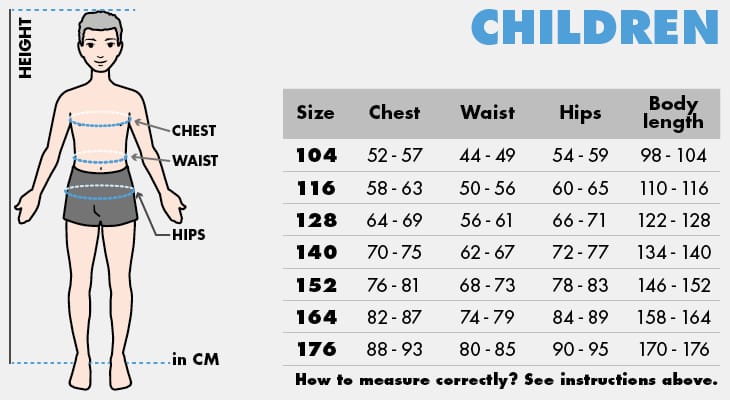 CHILDREN
HEIGHT
CHEST
WAIST
HIPS
in CM
Size Chest Waist Hips Body length
104 52 - 57 44 - 49 54 - 59 98 - 104
116 58 - 63 50 - 56 60 - 65 110 - 116
128 64 - 69 56 - 61 66 - 71 122 - 128
140 70 - 75 62 - 67 72 - 77 134 - 140
152 76 - 81 68 - 73 78 - 83 146 - 152
164 82 - 87 74 - 79 84 - 89 158 - 164
176 88 - 93 80 - 85 90 - 95 170 - 176
How to measure correctly? See instructions above.